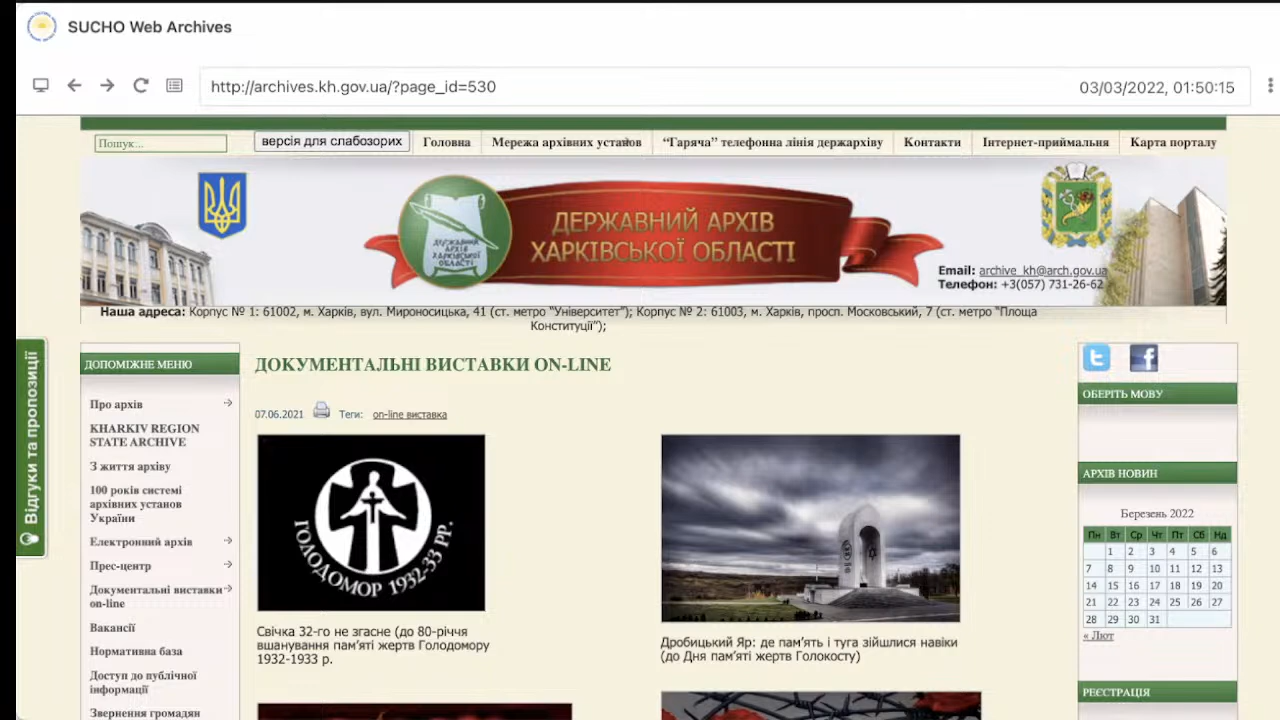 SUCHO Web Archives
http://archives.kh.gov.ua/?page_id=530
03/03/2022, 01:50:15
Пошук...
версія для слабозорих
Головна
Мережа архівних установ
“Гаряча” телефонна лінія держархіву
Контакти
Інтернет-приймальня
Карта порталу
ДЕРЖАВНИЙ АРХІВ
ХАРКІВСЬКОЇ ОБЛАСТІ
ДЕРЖАВНИЙ
АРХІВ
ХАРКІВСЬКОЇ
ОБЛАСТІ
Email: archive_kh@arch.gov.ua
Телефон: +3(057) 731-26-62
Наша адреса: Корпус № 1: 61002, м. Харків, вул. Мироносицька, 41 (ст. метро “Університет”); Корпус № 2: 61003, м. Харків, просп. Московський, 7 (ст. метро “Площа
Конституції”);
Відгуки та пропозиції
ДОПОМІЖНЕ МЕНЮ
Про архів
KHARKIV REGION
STATE ARCHIVE
З життя архіву
100 років системі
архівних установ
України
Електронний архів
Прес-центр
Документальні виставки
on-line
Вакансії
Нормативна база
Доступ до публічної
інформації
Звернення громадян
ДОКУМЕНТАЛЬНІ ВИСТАВКИ ON-LINE
07.06.2021 Теги: on-line виставка
ГОЛОДОМОР 1932-33 РР.
Свічка 32-го не згасне (до 80-річчя
вшанування пам’яті жертв Голодомору
1932-1933 р.
Дробицький Яр: де пам’ять і туга зійшлися навіки
(до Дня пам’яті жертв Голокосту)
ОБЕРІТЬ МОВУ
АРХІВ НОВИН
Березень 2022
Пн Вт Ср Чт Пт Сб Нд
1 2 3 4 5 6
7 8 9 10 11 12 13
14 15 16 17 18 19 20
21 22 23 24 25 26 27
28 29 30 31
« Лют
РЕЄСТРАЦІЯ